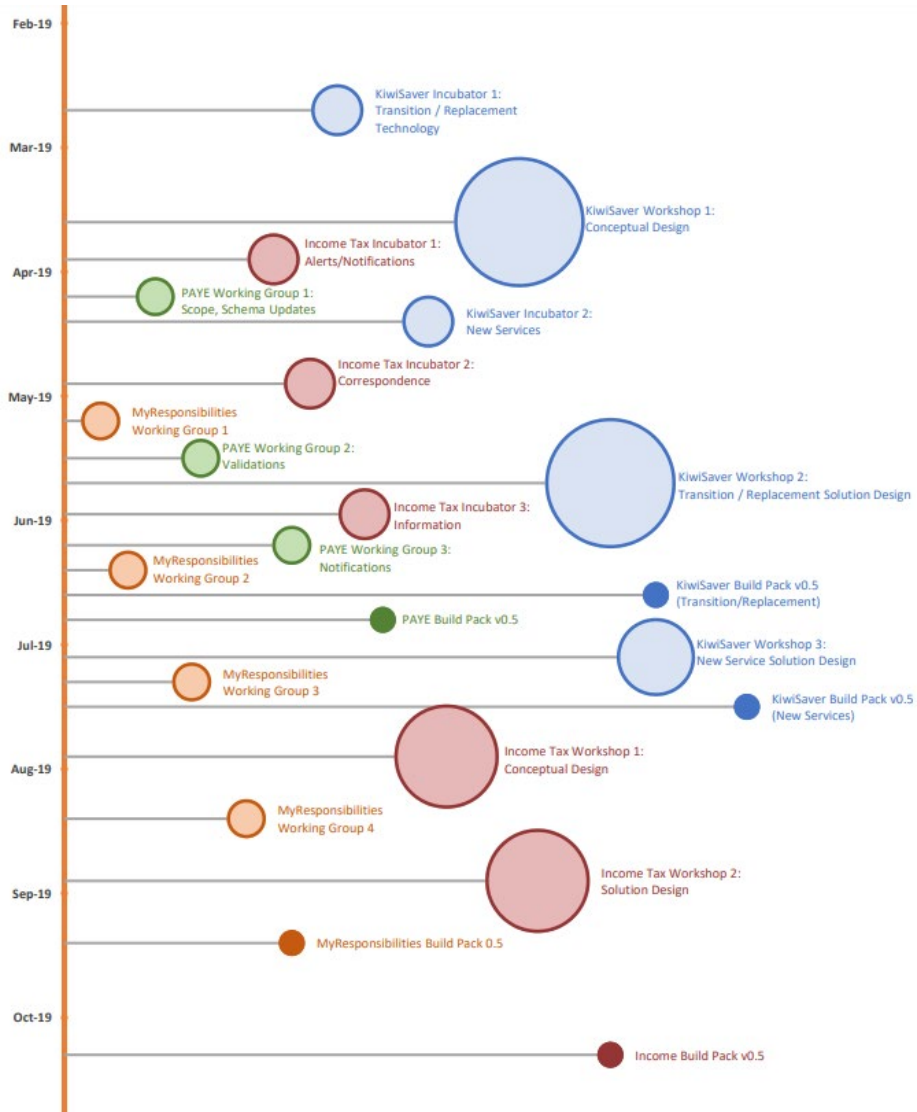 Feb-19
KiwiSaver Incubator 1:
Transition / Replacement
Technology
Mar-19
KiwiSaver Workshop 1:
Conceptual Design
Income Tax Incubator 1:
Alerts/Notifications
Apr-19
PAYE Working Group 1:
Scope, Schema Updates
KiwiSaver Incubator 2:
New Services
Income Tax Incubator 2:
Correspondence
May-19
MyResponsibilities
Working Group 1
PAYE Working Group 2:
Validations
KiwiSaver Workshop 2:
Transition / Replacement Solution Design
Income Tax Incubator 3:
Information
Jun-19
PAYE Working Group 3:
Notifications
MyResponsibilities
Working Group 2
KiwiSaver Build Pack v0.5
(Transition/Replacement)
PAYE Build Pack v0.5
Jul-19
KiwiSaver Workshop 3:
New Service Solution Design
MyResponsibilities
Working Group 3
KiwiSaver Build Pack v0.5
(New Services)
Income Tax Workshop 1:
Conceptual Design
Aug-19
MyResponsibilities
Working Group 4
Income Tax Workshop 2:
Solution Design
Sep-19
MyResponsibilities Build Pack 0.5
Oct-19
Income Build Pack v0.5